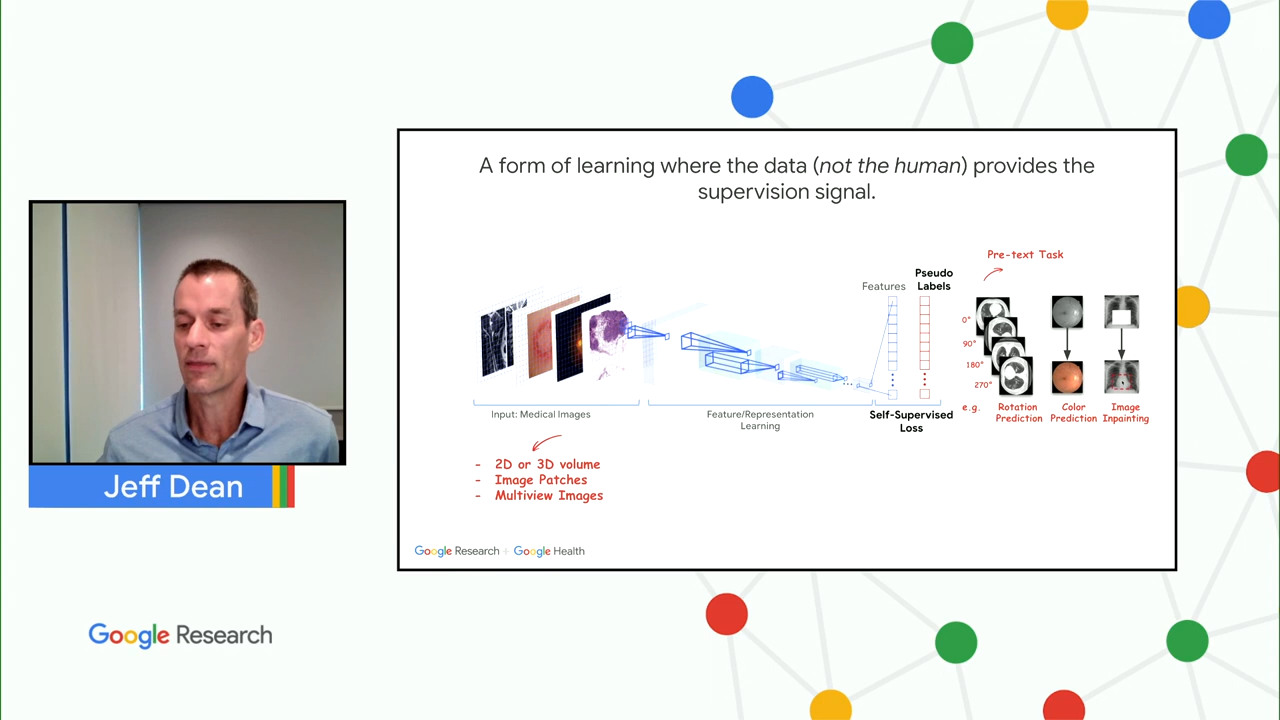 A form of learning where the data (not the human) provides the
supervision signal.
Pre-text Task
Features
Pseudo
Labels
0°
90°
180°
270°
e.g.
Rotation
Prediction
Color
Prediction
Image
Inpainting
Input: Medical Images
Feature/Representation
Learning
Self-Supervised
Loss
- 2D or 3D volume
- Image Patches
- Multiview Images
Google Research + Google Health
Jeff Dean
Google Research